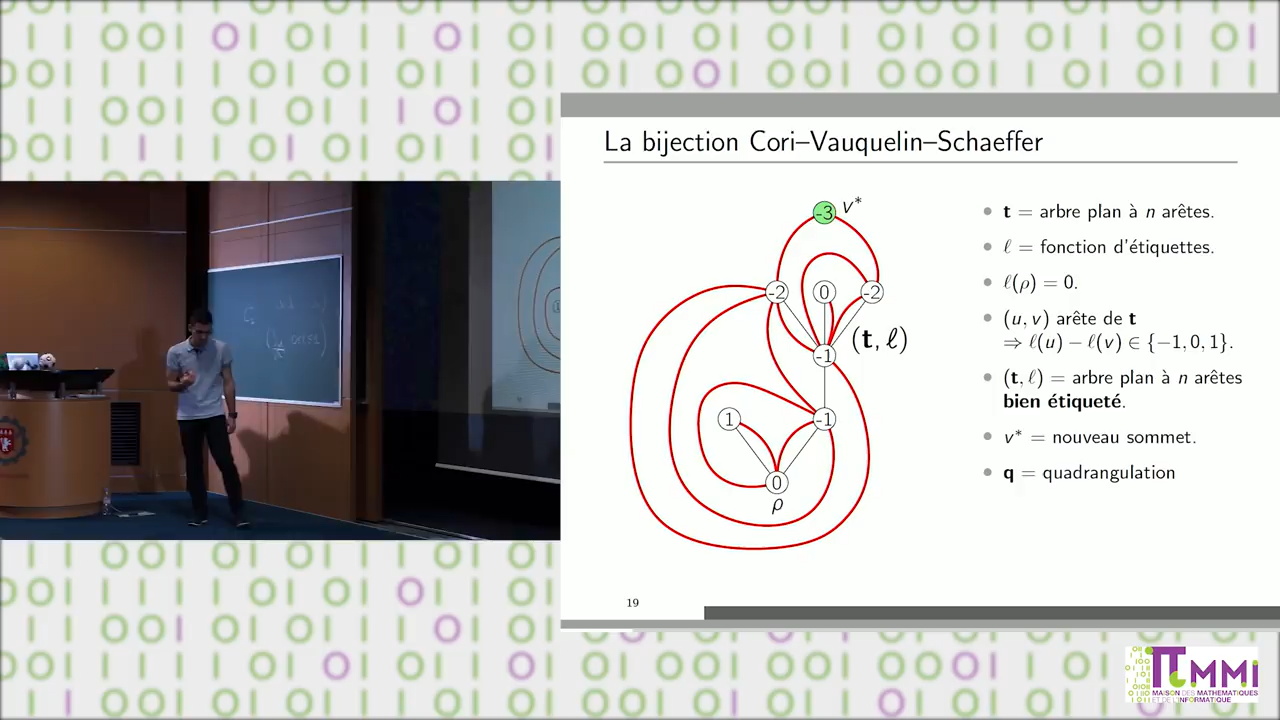 La bijection Cori–Vauquelin–Schaeffer
-3 v*
-2 0 -2
-1 (t, ℓ)
1 -1
0
ρ
• t = arbre plan à n arêtes.
• ℓ = fonction d'étiquettes.
• ℓ(ρ) = 0.
• (u, v) arête de t
⇒ ℓ(u) − ℓ(v) ∈ {−1, 0, 1}.
• (t, ℓ) = arbre plan à n arêtes
bien étiqueté.
• v* = nouveau sommet.
• q = quadrangulation
19
MMI
MAISON DES MATHÉMATIQUES
ET DE L'INFORMATIQUE